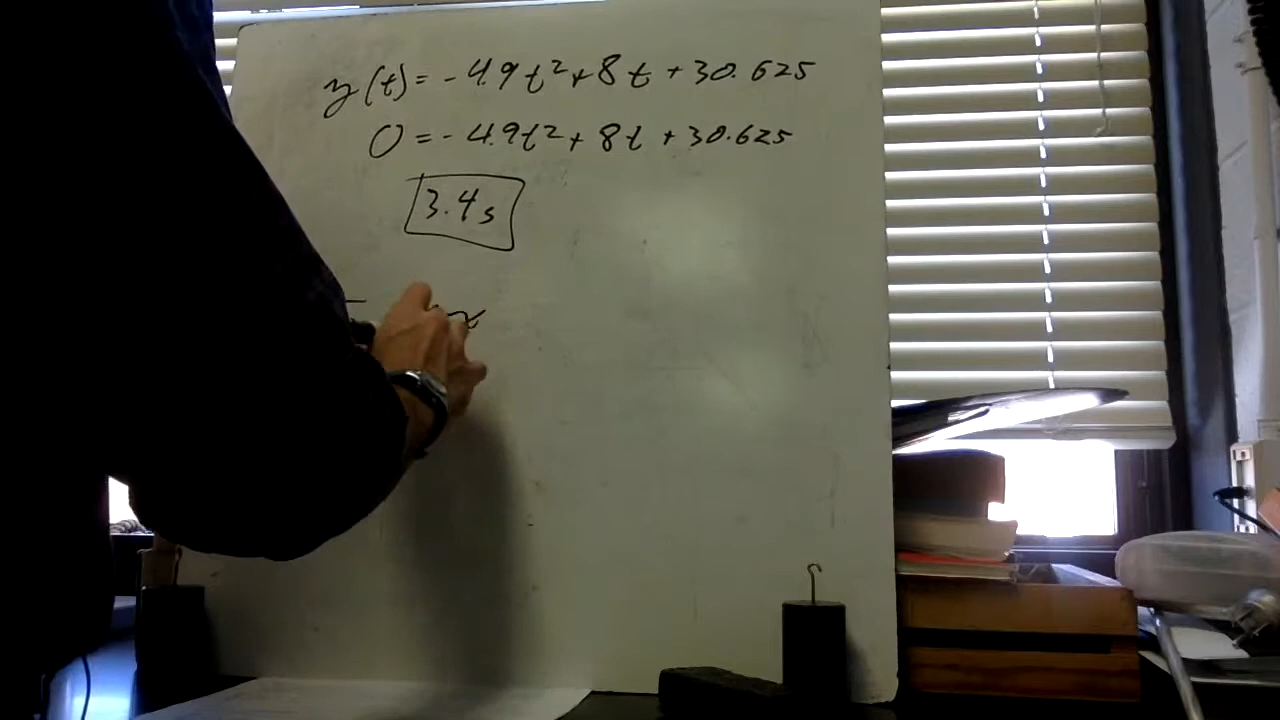 y(t) = -4.9t² + 8t + 30.625
0 = -4.9t² + 8t + 30.625
3.4s